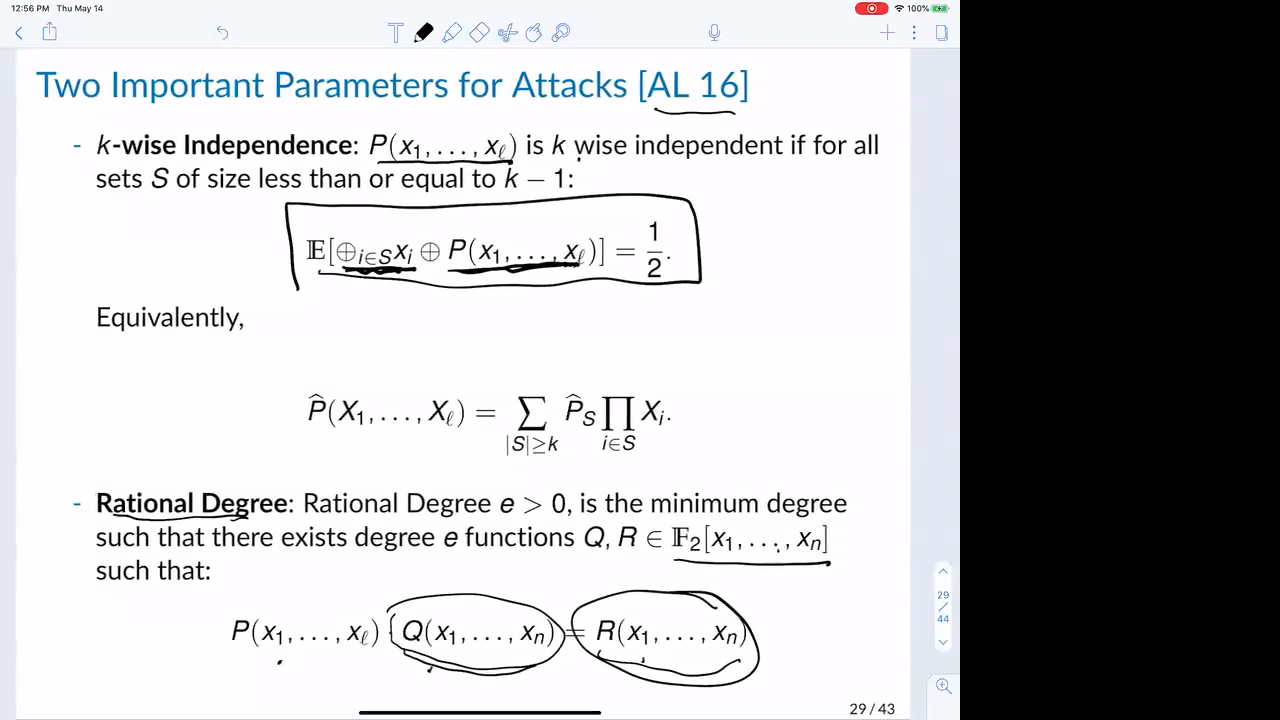 12:56 PM Thu May 14
100%
Two Important Parameters for Attacks [AL 16]
- k-wise Independence: P(x₁, . . . , xℓ) is k wise independent if for all
sets S of size less than or equal to k − 1:
𝔼[⊕_{i∈S} x_i ⊕ P(x₁, . . . , xℓ)] = 1/2.
Equivalently,
P̂(X₁, . . . , Xℓ) = ∑_{|S|≥k} P̂_S ∏_{i∈S} X_i.
- Rational Degree: Rational Degree e > 0, is the minimum degree
such that there exists degree e functions Q, R ∈ 𝔽₂[x₁, . . . , xₙ]
such that:
P(x₁, . . . , xℓ) · Q(x₁, . . . , xₙ) = R(x₁, . . . , xₙ)
29
/
44
29 / 43